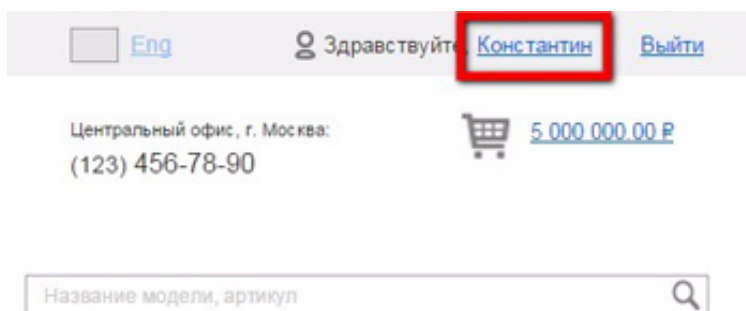 Eng Здравствуйте, Константин Выйти
Центральный офис, г. Москва:
(123) 456-78-90
5 000 000.00 ₽
Название модели, артикул